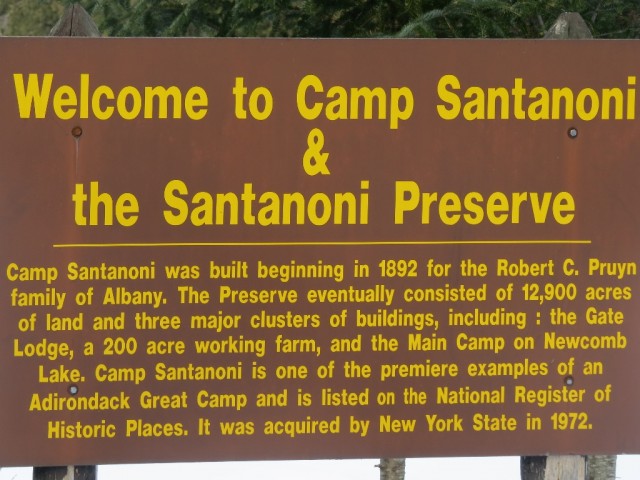 Welcome to Camp Santanoni
&
the Santanoni Preserve
Camp Santanoni was built beginning in 1892 for the Robert C. Pruyn
family of Albany. The Preserve eventually consisted of 12,900 acres
of land and three major clusters of buildings, including : the Gate
Lodge, a 200 acre working farm, and the Main Camp on Newcomb
Lake. Camp Santanoni is one of the premiere examples of an
Adirondack Great Camp and is listed on the National Register of
Historic Places. It was acquired by New York State in 1972.